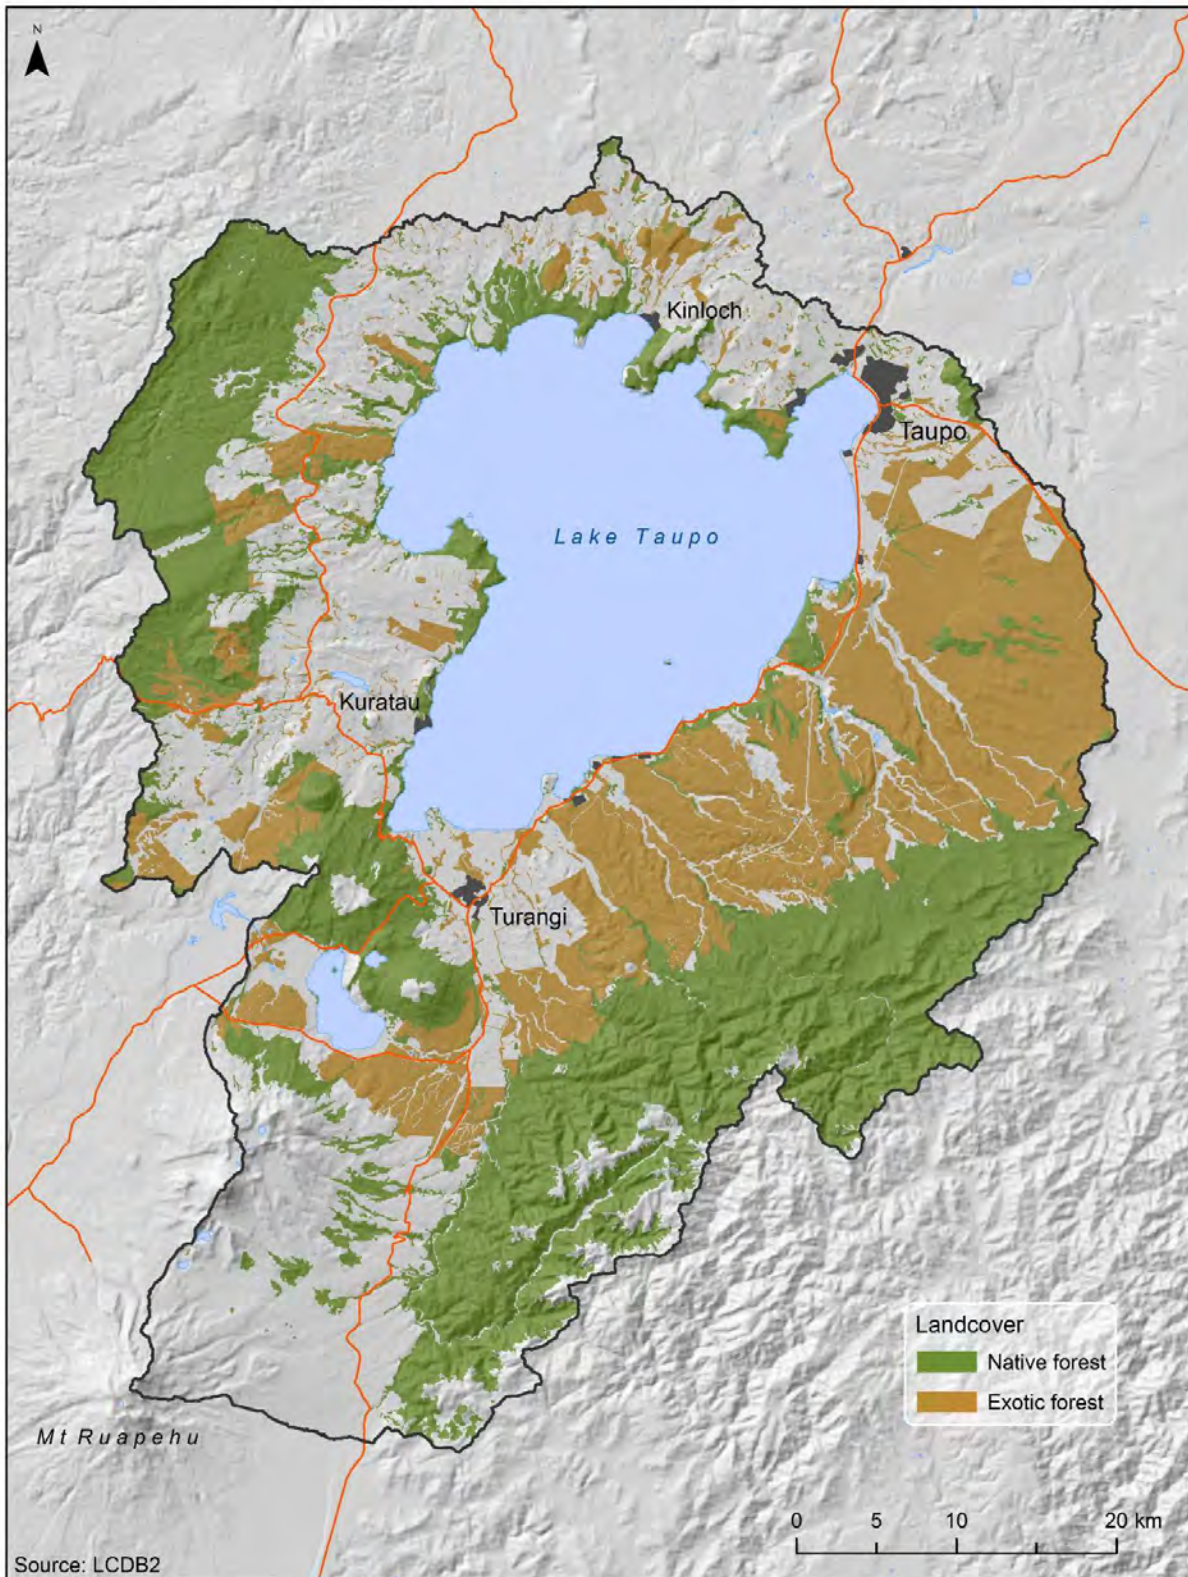 N
Kinloch
Taupo
Lake Taupo
Kuratau
Turangi
Landcover
Native forest
Exotic forest
Mt Ruapehu
0 5 10 20 km
Source: LCDB2